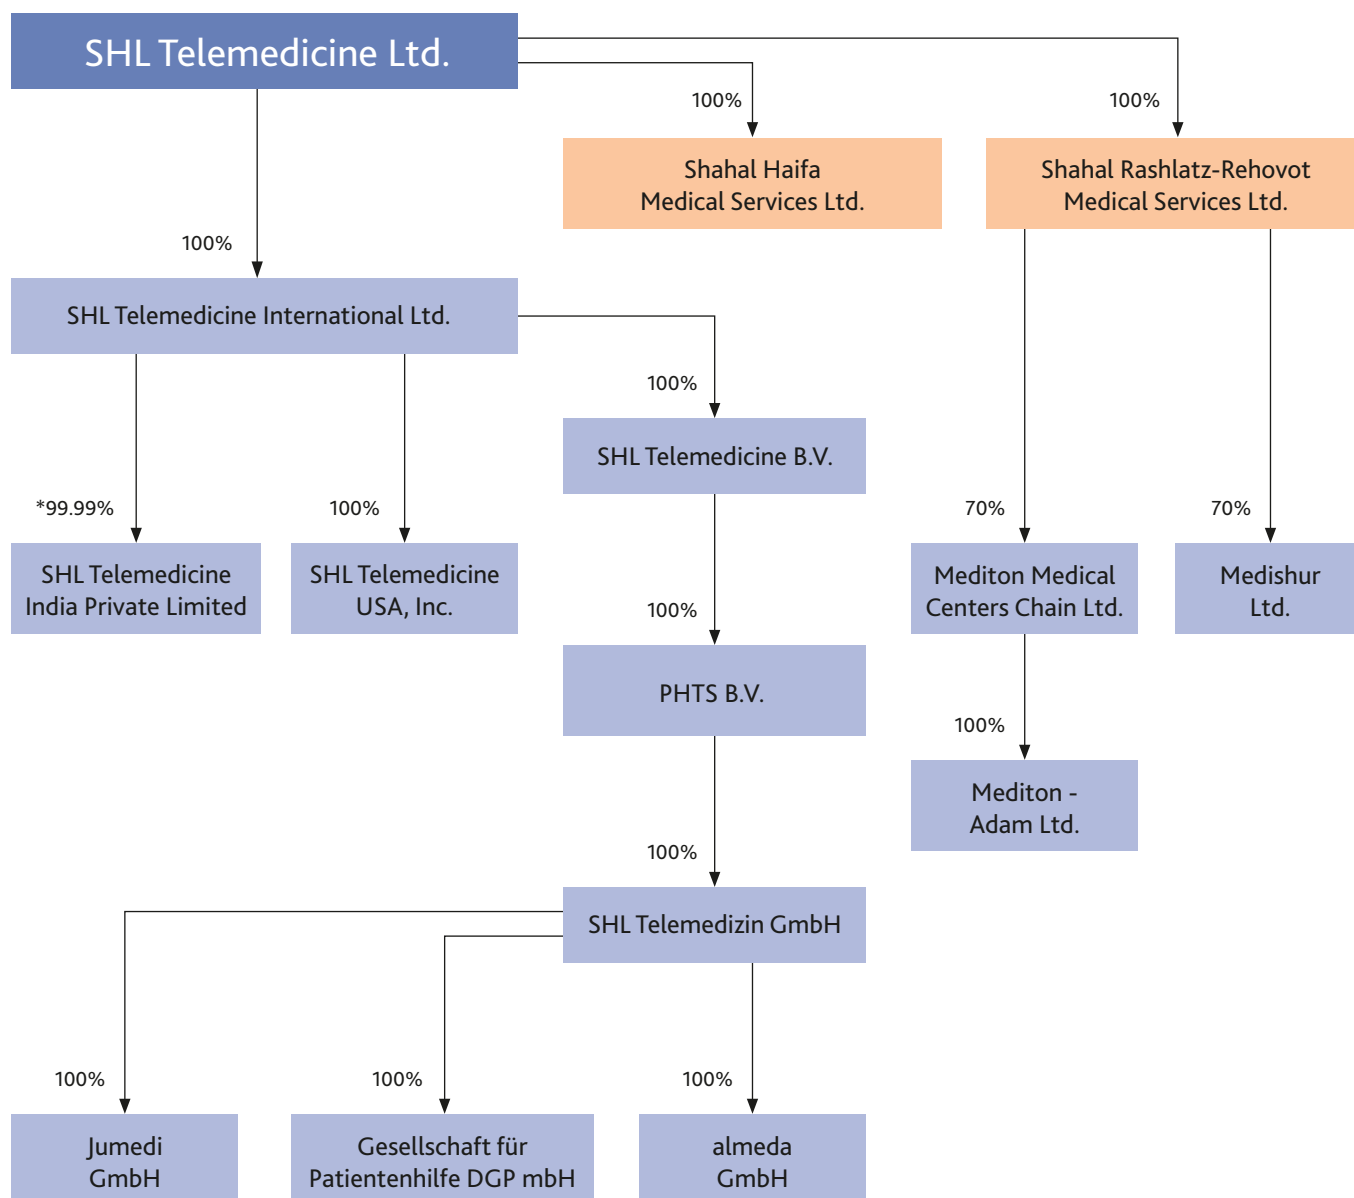 SHL Telemedicine Ltd.
100%
100%
Shahal Haifa
Medical Services Ltd.
Shahal Rashlatz-Rehovot
Medical Services Ltd.
100%
SHL Telemedicine International Ltd.
100%
SHL Telemedicine B.V.
*99.99%
100%
70%
70%
SHL Telemedicine
India Private Limited
SHL Telemedicine
USA, Inc.
Mediton Medical
Centers Chain Ltd.
Medishur
Ltd.
100%
PHTS B.V.
100%
Mediton -
Adam Ltd.
100%
SHL Telemedizin GmbH
100%
100%
100%
Jumedi
GmbH
Gesellschaft für
Patientenhilfe DGP mbH
almeda
GmbH